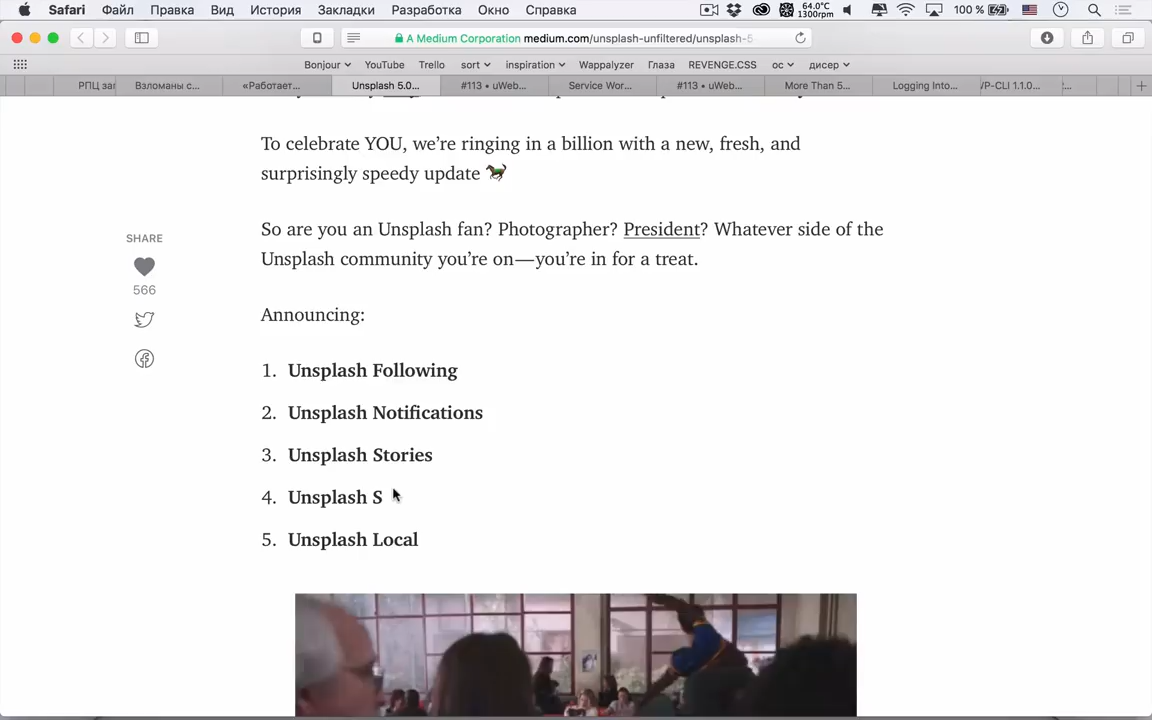 Safari Файл Правка Вид История Закладки Разработка Окно Справка 64.0°C 1300rpm 100 %
A Medium Corporation medium.com/unsplash-unfiltered/unsplash-5
Bonjour YouTube Trello sort inspiration Wappalyzer Глаза REVENGE.CSS ос дисер
РПЦ за Взломаны с... «Работает... Unsplash 5.0... #113 • uWeb... Service Wor... #113 • uWeb... More Than 5... Logging Into... VP-CLI 1.1.0...
To celebrate YOU, we’re ringing in a billion with a new, fresh, and
surprisingly speedy update
So are you an Unsplash fan? Photographer? President? Whatever side of the
Unsplash community you’re on—you’re in for a treat.
SHARE
566
Announcing:
1. Unsplash Following
2. Unsplash Notifications
3. Unsplash Stories
4. Unsplash S
5. Unsplash Local